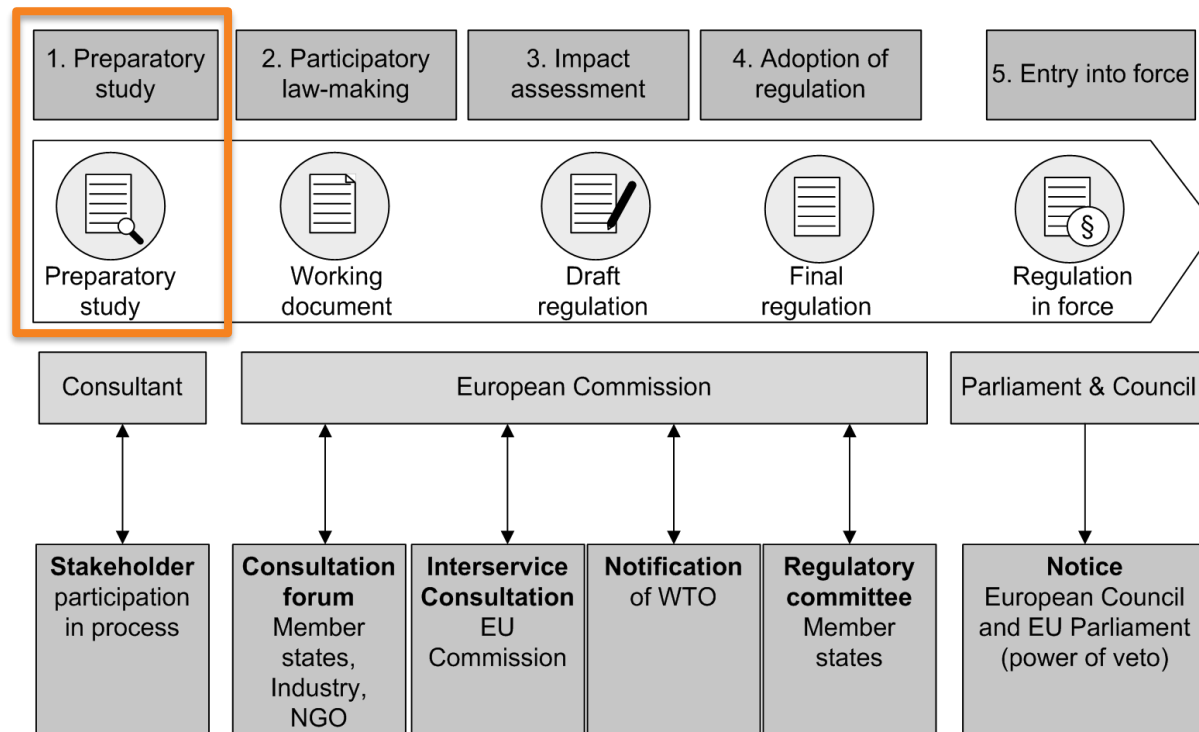 1. Preparatory
study
2. Participatory
law-making
3. Impact
assessment
4. Adoption of
regulation
5. Entry into force
Preparatory
study
Working
document
Draft
regulation
Final
regulation
§
Regulation
in force
Consultant
European Commission
Parliament & Council
Stakeholder
participation
in process
Consultation
forum
Member
states,
Industry,
NGO
Interservice
Consultation
EU
Commission
Notification
of WTO
Regulatory
committee
Member
states
Notice
European Council
and EU Parliament
(power of veto)